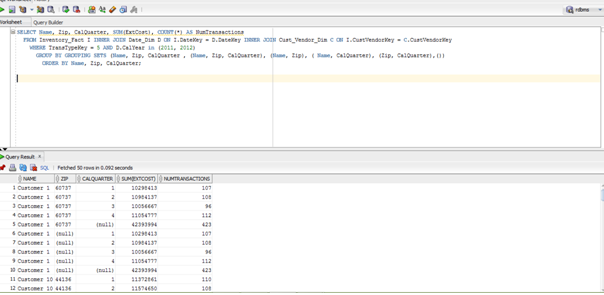 rdbms
Worksheet Query Builder
SELECT Name, Zip, CalQuarter, SUM(ExtCost), COUNT(*) AS NumTransactions
FROM Inventory_Fact I INNER JOIN Date_Dim D ON I.DateKey = D.DateKey INNER JOIN Cust_Vendor_Dim C ON I.CustVendorKey = C.CustVendorKey
WHERE TransTypeKey = 5 AND D.CalYear in (2011, 2012)
GROUP BY GROUPING SETS (Name, Zip, CalQuarter , (Name, Zip, CalQuarter), (Name, Zip), ( Name, CalQuarter), (Zip, CalQuarter),())
ORDER BY Name, Zip, CalQuarter;
Query Result
SQL | Fetched 50 rows in 0.092 seconds
NAME ZIP CALQUARTER SUM(EXTCOST) NUMTRANSACTIONS
1 Customer 1 60737 1 10298413 107
2 Customer 1 60737 2 10984137 108
3 Customer 1 60737 3 10056667 96
4 Customer 1 60737 4 11054777 112
5 Customer 1 60737 (null) 42393994 423
6 Customer 1 (null) 1 10298413 107
7 Customer 1 (null) 2 10984137 108
8 Customer 1 (null) 3 10056667 96
9 Customer 1 (null) 4 11054777 112
10 Customer 1 (null) (null) 42393994 423
11 Customer 10 44136 1 11372861 110
12 Customer 10 44136 2 11574650 108